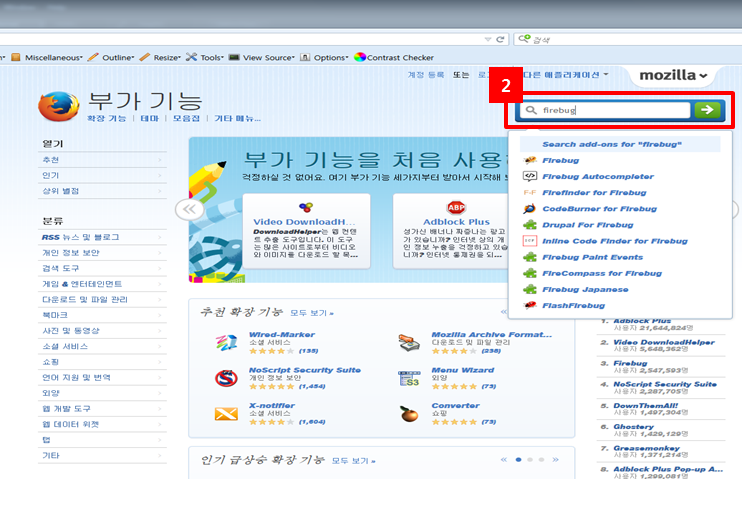 검색
Miscellaneous
Outline
Resize
Tools
View Source
Options
Contrast Checker
계정 등록 또는
다른 애플리케이션
mozilla
2
부가 기능
확장 기능 | 테마 | 모음집 | 기타 메뉴...
firebug
Search add-ons for "firebug"
Firebug
Firebug Autocompleter
Firefinder for Firebug
CodeBurner for Firebug
Drupal For Firebug
Inline Code Finder for Firebug
Firebug Paint Events
FireCompass for Firebug
Firebug Japanese
FlashFirebug
열기
추천
인기
상위 별점
분류
RSS 뉴스 및 블로그
개인 정보 보안
검색 도구
게임 & 엔터테인먼트
다운로드 및 파일 관리
북마크
사진 및 동영상
소셜 서비스
쇼핑
언어 지원 및 번역
외양
웹 개발 도구
웹 데이터 위젯
탭
기타
부가 기능을 처음 사용
걱정하실 것 없어요. 여기 부가 기능 세가지부터 받아서 시작해
Video DownloadH...
DownloadHelper는 웹 컨텐
트 추출 도구입니다. 이 도구
는 많은 사이트로부터 비디오
와 이미지를 다운로드 할 목...
Adblock Plus
성가신 배너나 짜증나는 광고
가 있습니까? 인터넷 상의 개
인 정보 누출을 걱정하고 있습
니까? 인터넷 통제권을 되...
추천 확장 기능 모두 보기 »
Wired-Marker
소셜 서비스
(135)
Mozilla Archive Format...
다운로드 및 파일 관리
(236)
NoScript Security Suite
개인 정보 보안
(1,454)
Menu Wizard
외양
(73)
X-notifier
소셜 서비스
(1,604)
Converter
쇼핑
(75)
인기 급상승 확장 기능 모두 보기 »
1. Adblock Plus
사용자 21,644,824명
2. Video DownloadHelper
사용자 5,648,362명
3. Firebug
사용자 2,547,593명
4. NoScript Security Suite
사용자 2,287,705명
5. DownThemAll!
사용자 1,497,304명
6. Ghostery
사용자 1,429,129명
7. Greasemonkey
사용자 1,371,214명
8. Adblock Plus Pop-up A...
사용자 1,299,081명